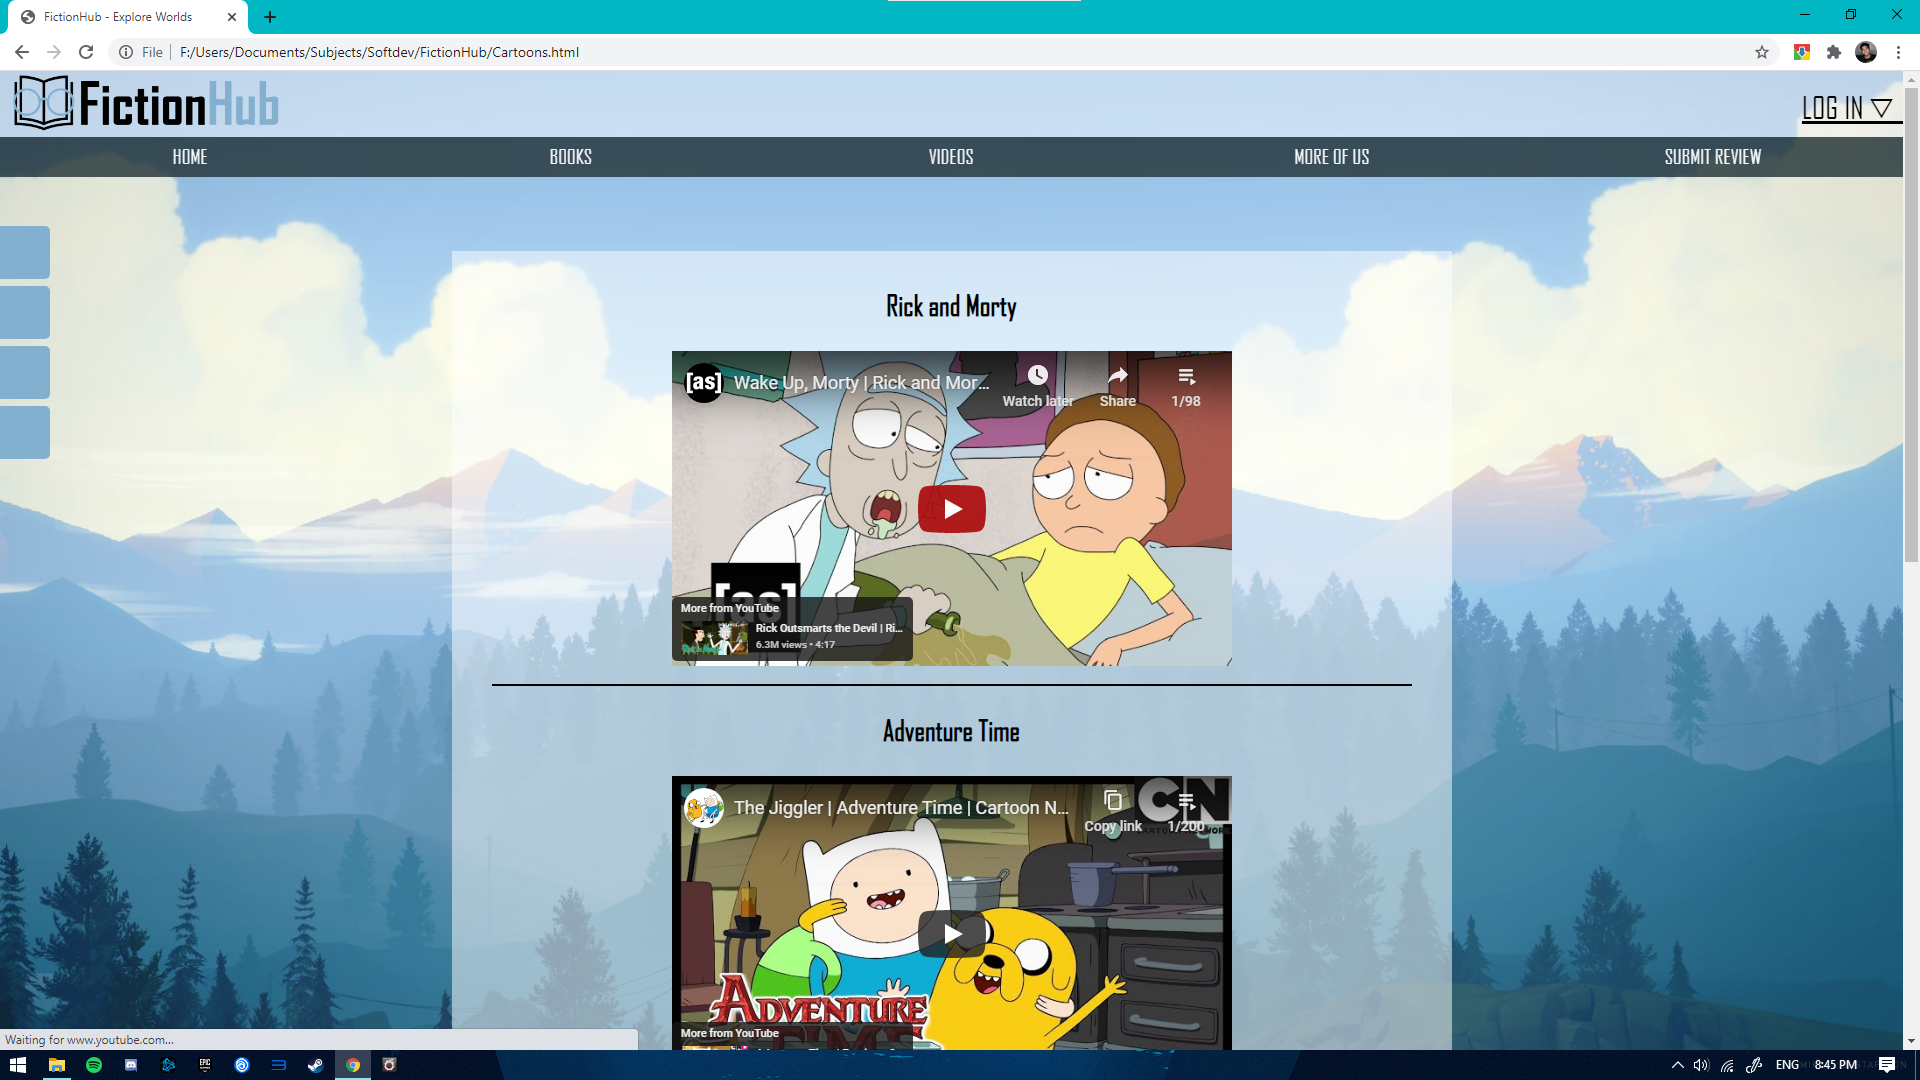 FictionHub - Explore Worlds
File
F:/Users/Documents/Subjects/Softdev/FictionHub/Cartoons.html
FictionHub
LOG IN ▽
HOME
BOOKS
VIDEOS
MORE OF US
SUBMIT REVIEW
Rick and Morty
[as]
Wake Up, Morty | Rick and Mor...
Watch later
Share
1/98
[as]
More from YouTube
Rick Outsmarts the Devil | Ri...
6.3M views • 4:17
Adventure Time
The Jiggler | Adventure Time | Cartoon N...
Copy link
1/200
CN
ADVENTURE
TIME
More from YouTube
Waiting for www.youtube.com...
EPIC
ENG
8:45 PM